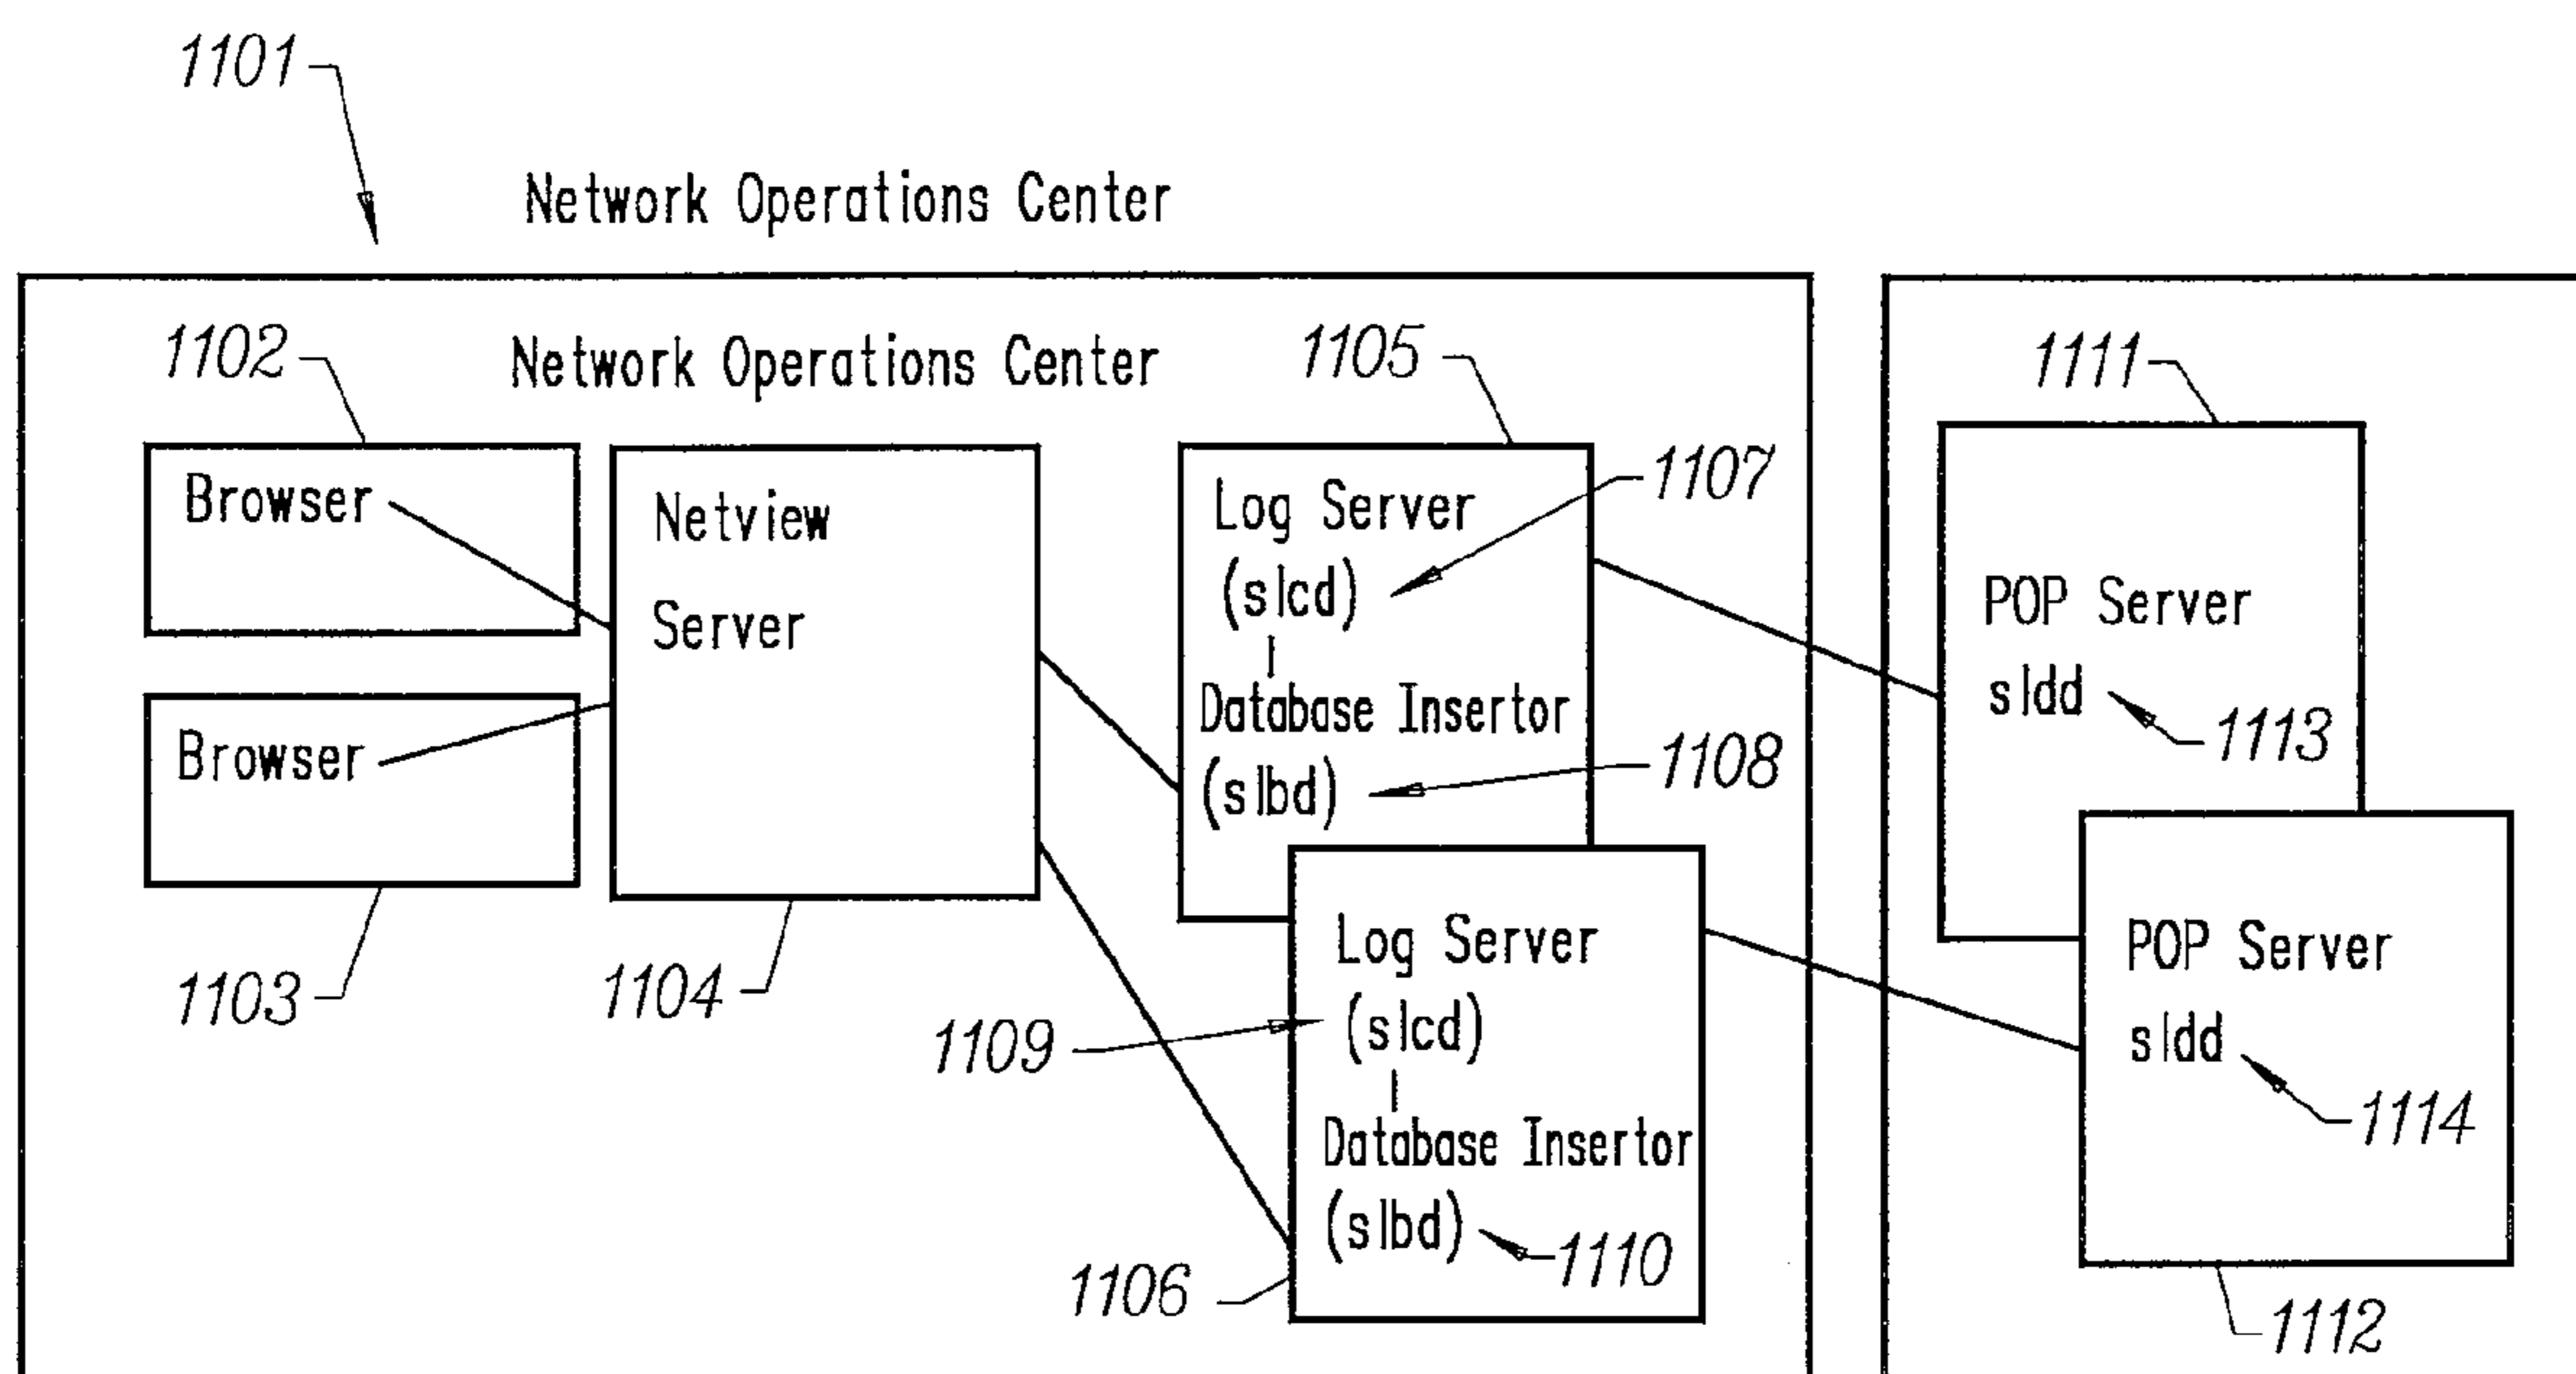 1101
Network Operations Center
1102
Network Operations Center
1105
1111
Browser
Netview
Server
Log Server
(slcd)
1107
Database Insertor
(slbd)
1108
POP Server
sldd
1113
Browser
1103
1104
1109
Log Server
(slcd)
Database Insertor
(slbd)
1110
1106
POP Server
sldd
1114
1112